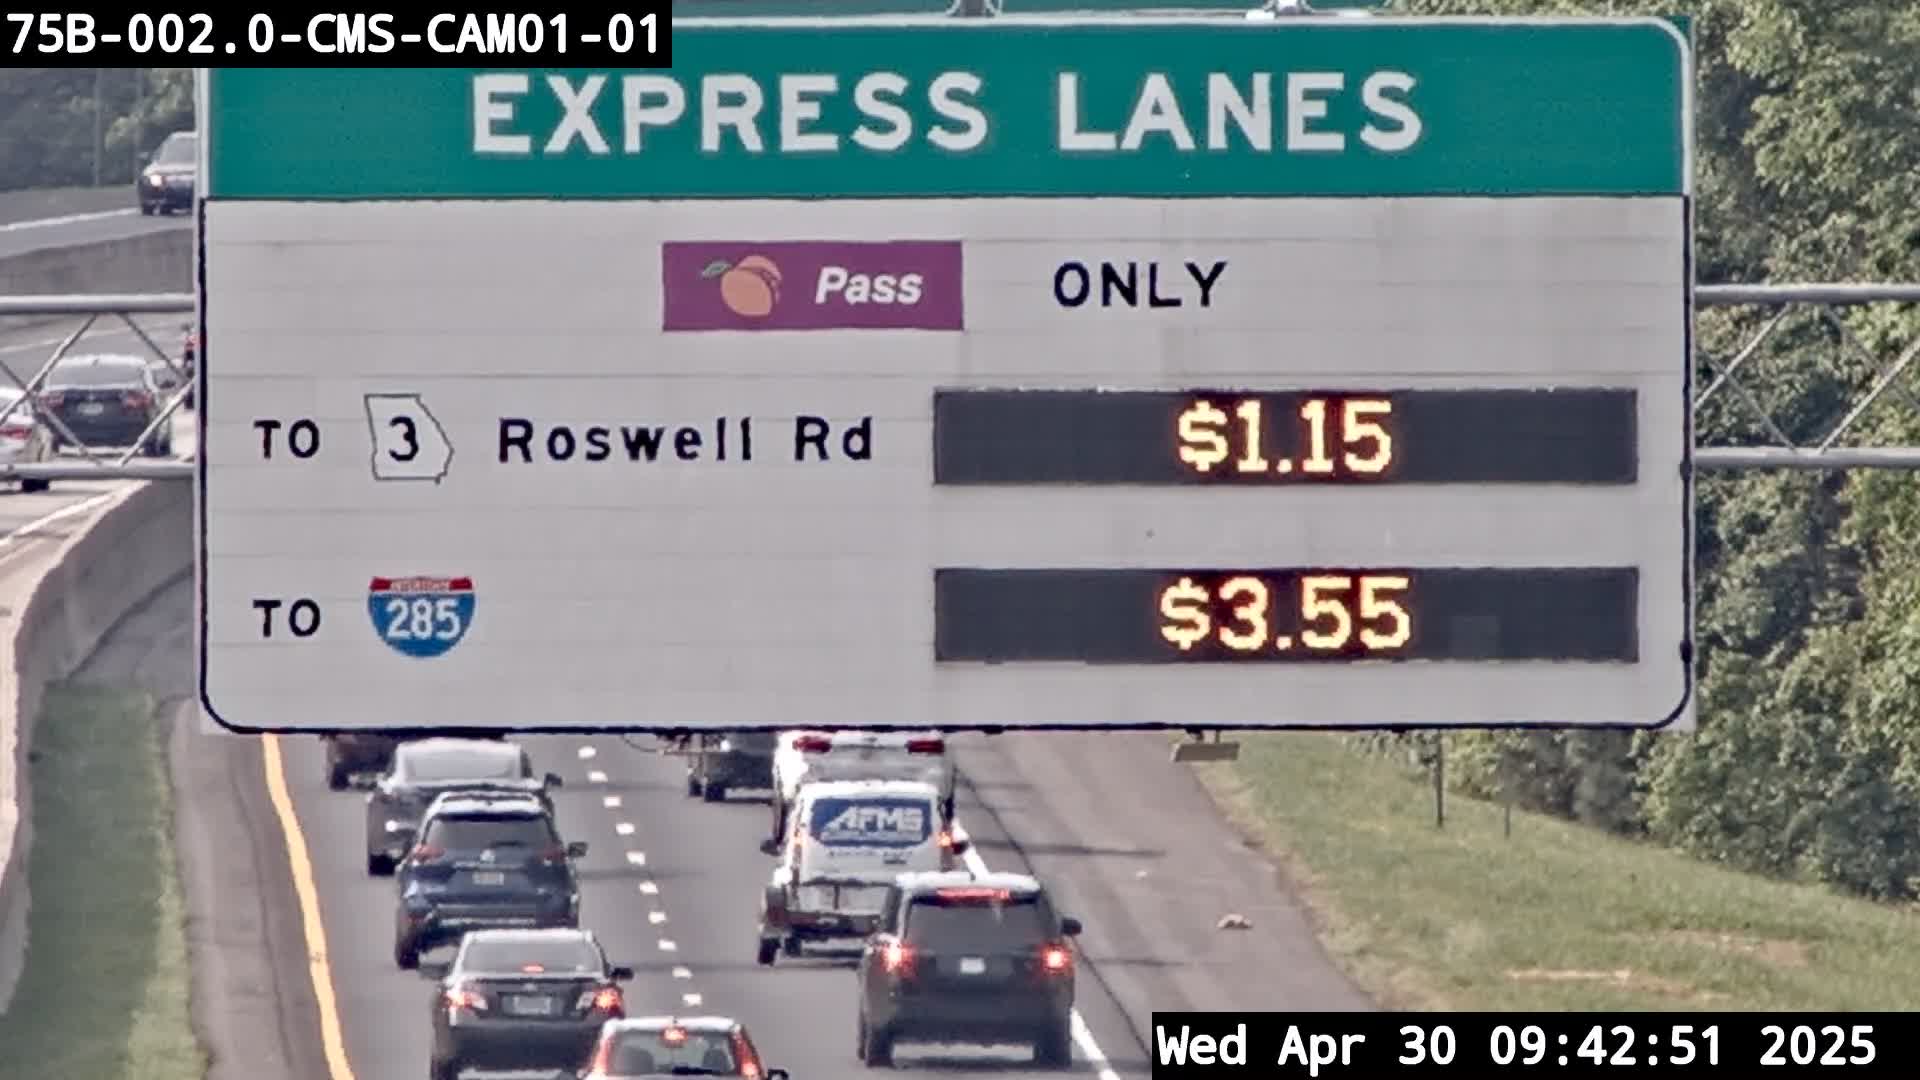 75B-002.0-CMS-CAM01-01
EXPRESS LANES
Pass ONLY
TO 3 Roswell Rd $1.15
INTERSTATE
TO 285 $3.55
AFMS
Wed Apr 30 09:42:51 2025